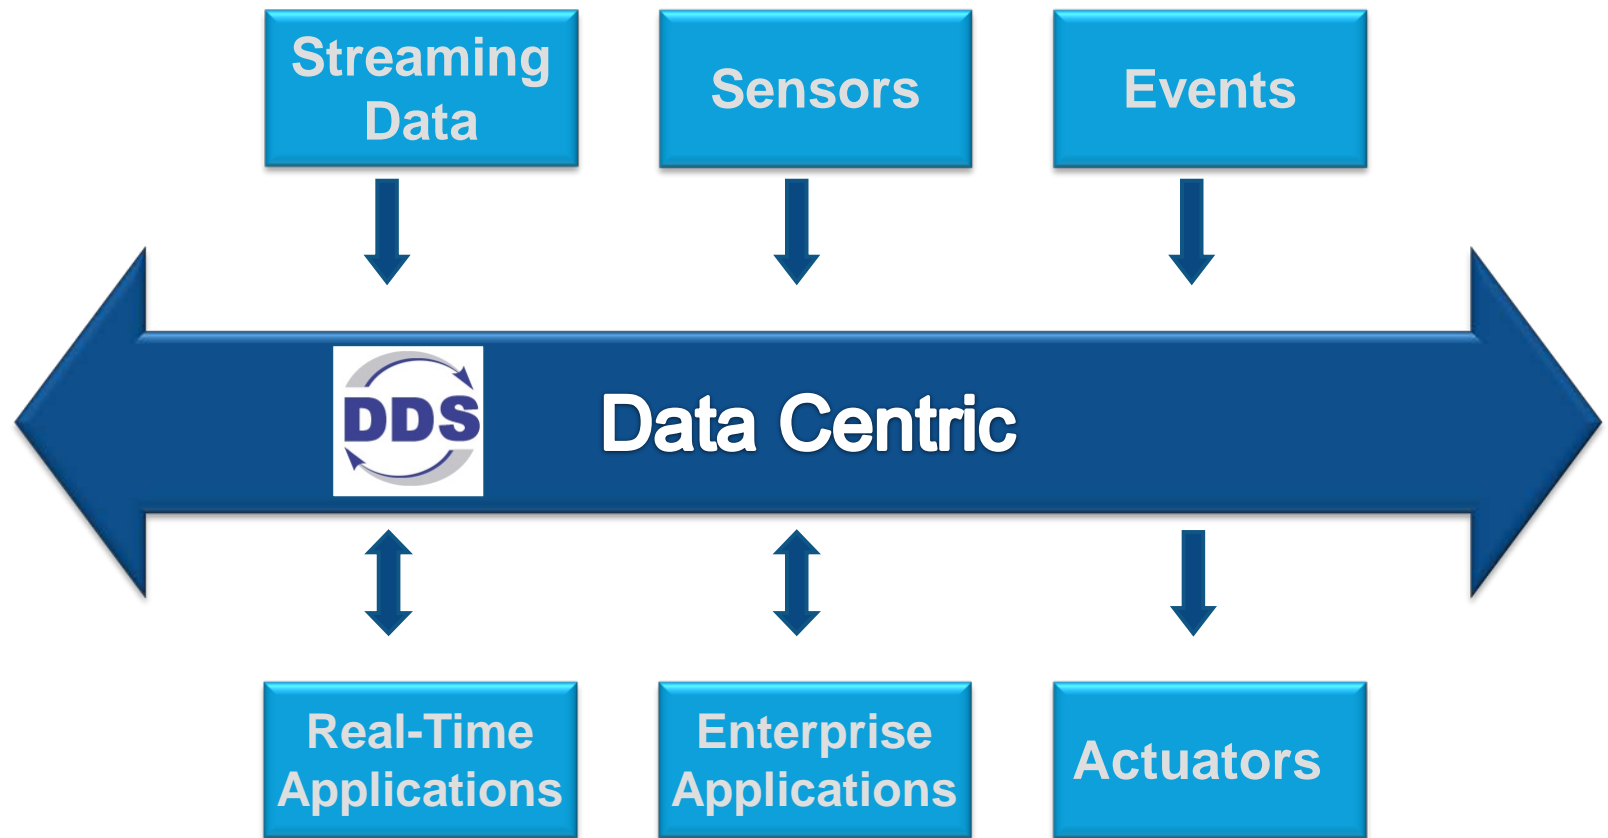 Streaming
Data
Sensors
Events
DDS
Data Centric
Real-Time
Applications
Enterprise
Applications
Actuators